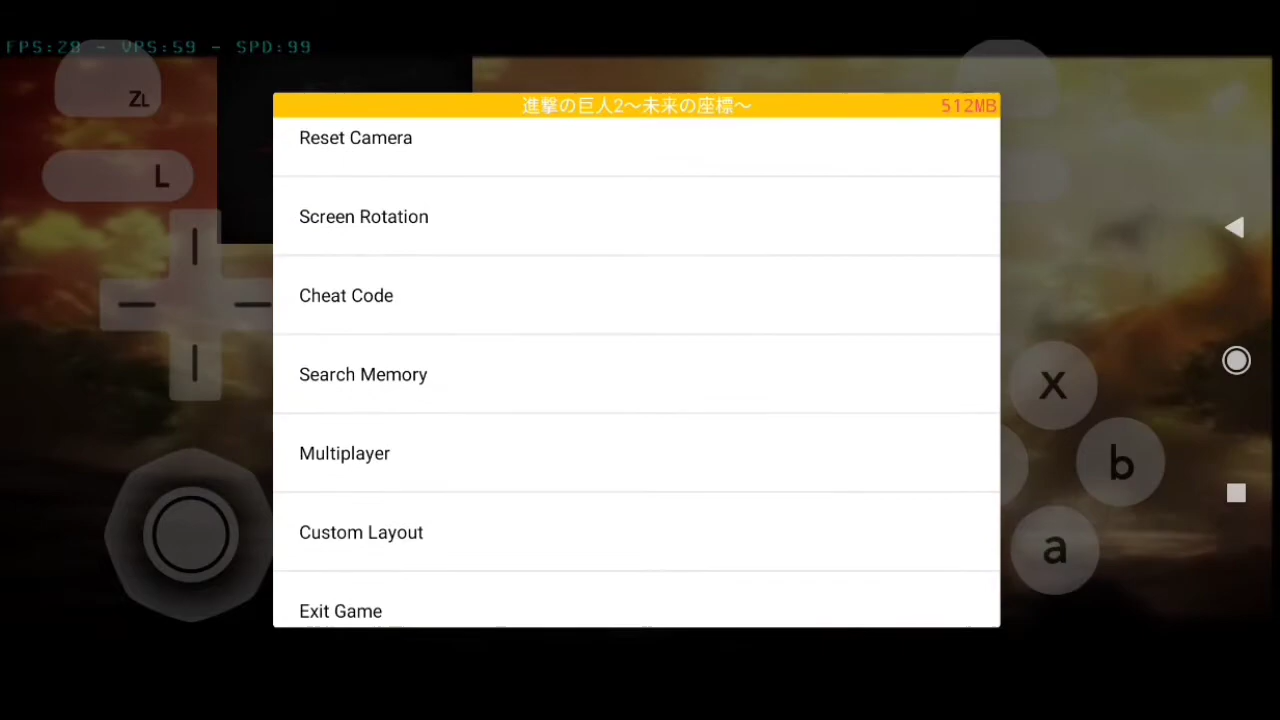 FPS:28 - VPS:59 - SPD:99
ZL
L
進撃の巨人2～未来の座標～
512MB
Reset Camera
Screen Rotation
Cheat Code
Search Memory
Multiplayer
Custom Layout
Exit Game
X
b
a